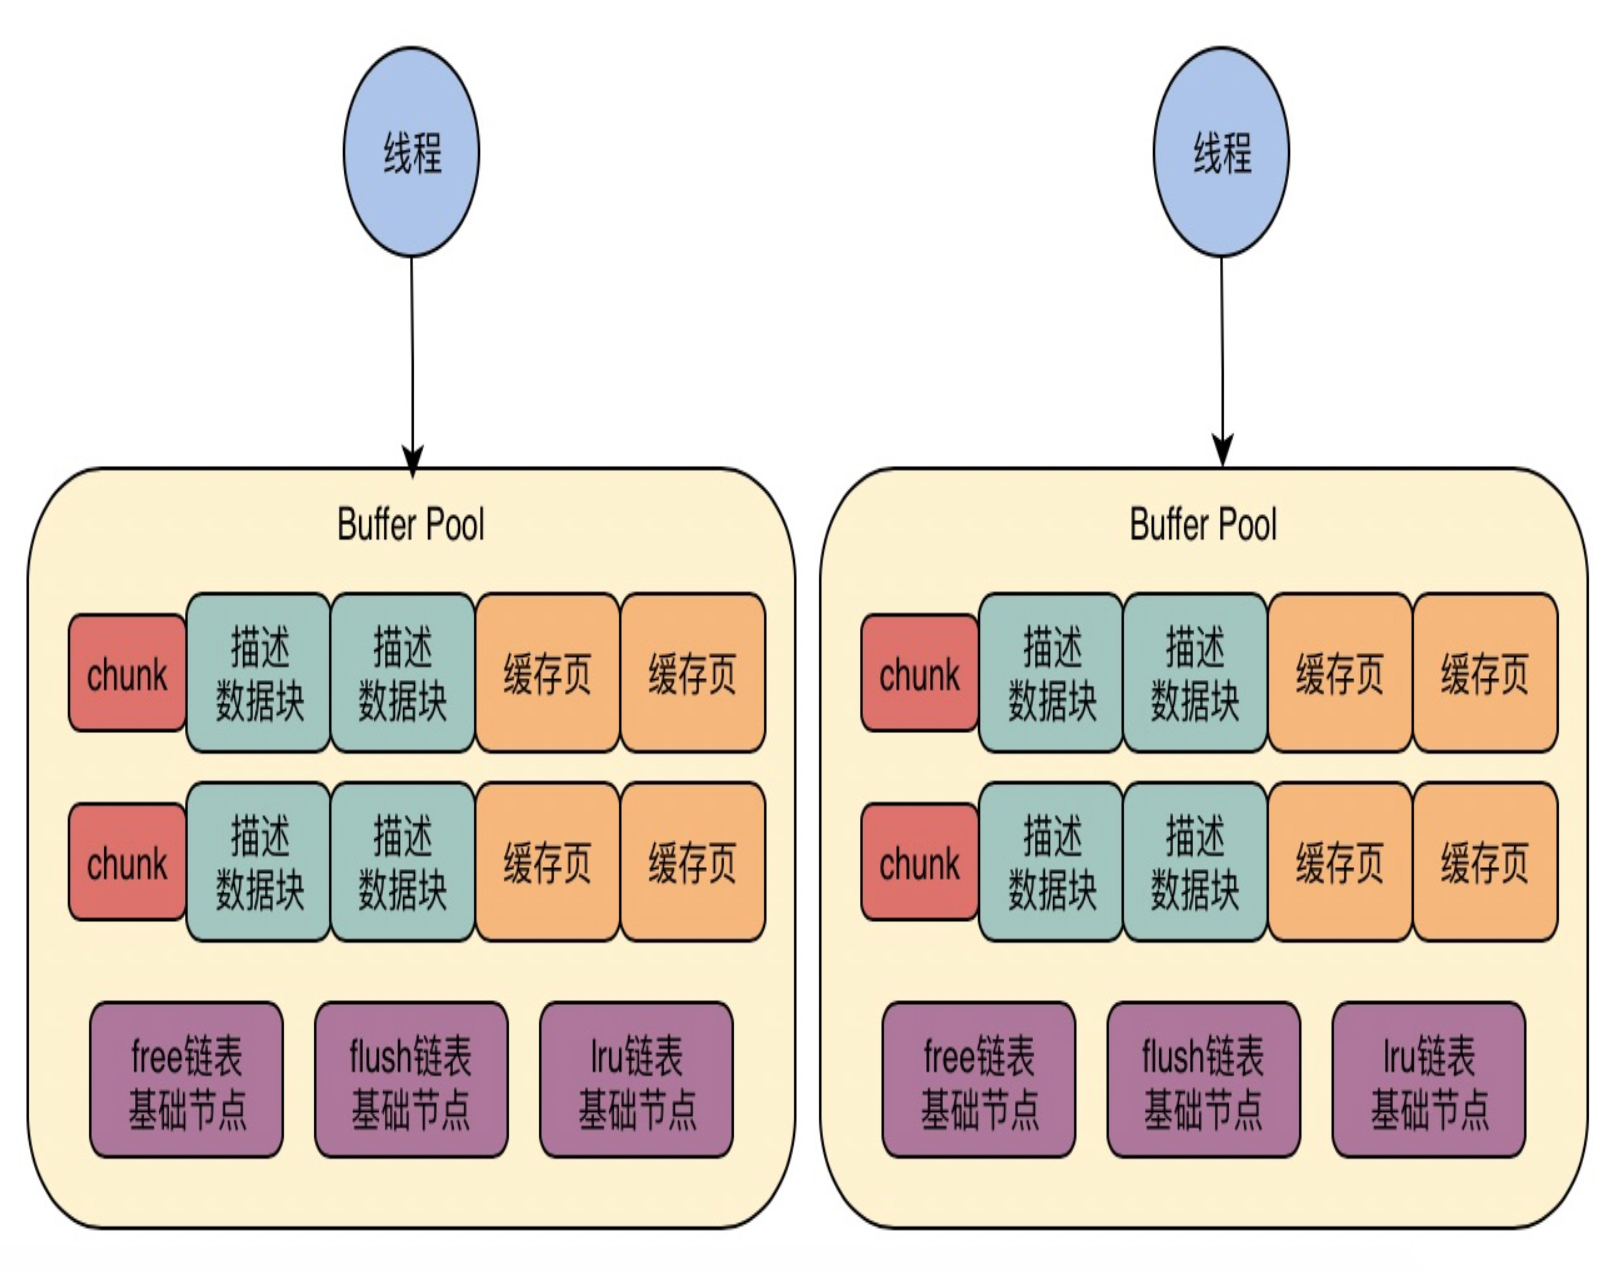 线程
线程
Buffer Pool
chunk
描述
数据块
描述
数据块
缓存页
缓存页
chunk
描述
数据块
描述
数据块
缓存页
缓存页
free链表
基础节点
flush链表
基础节点
lru链表
基础节点
Buffer Pool
chunk
描述
数据块
描述
数据块
缓存页
缓存页
chunk
描述
数据块
描述
数据块
缓存页
缓存页
free链表
基础节点
flush链表
基础节点
lru链表
基础节点